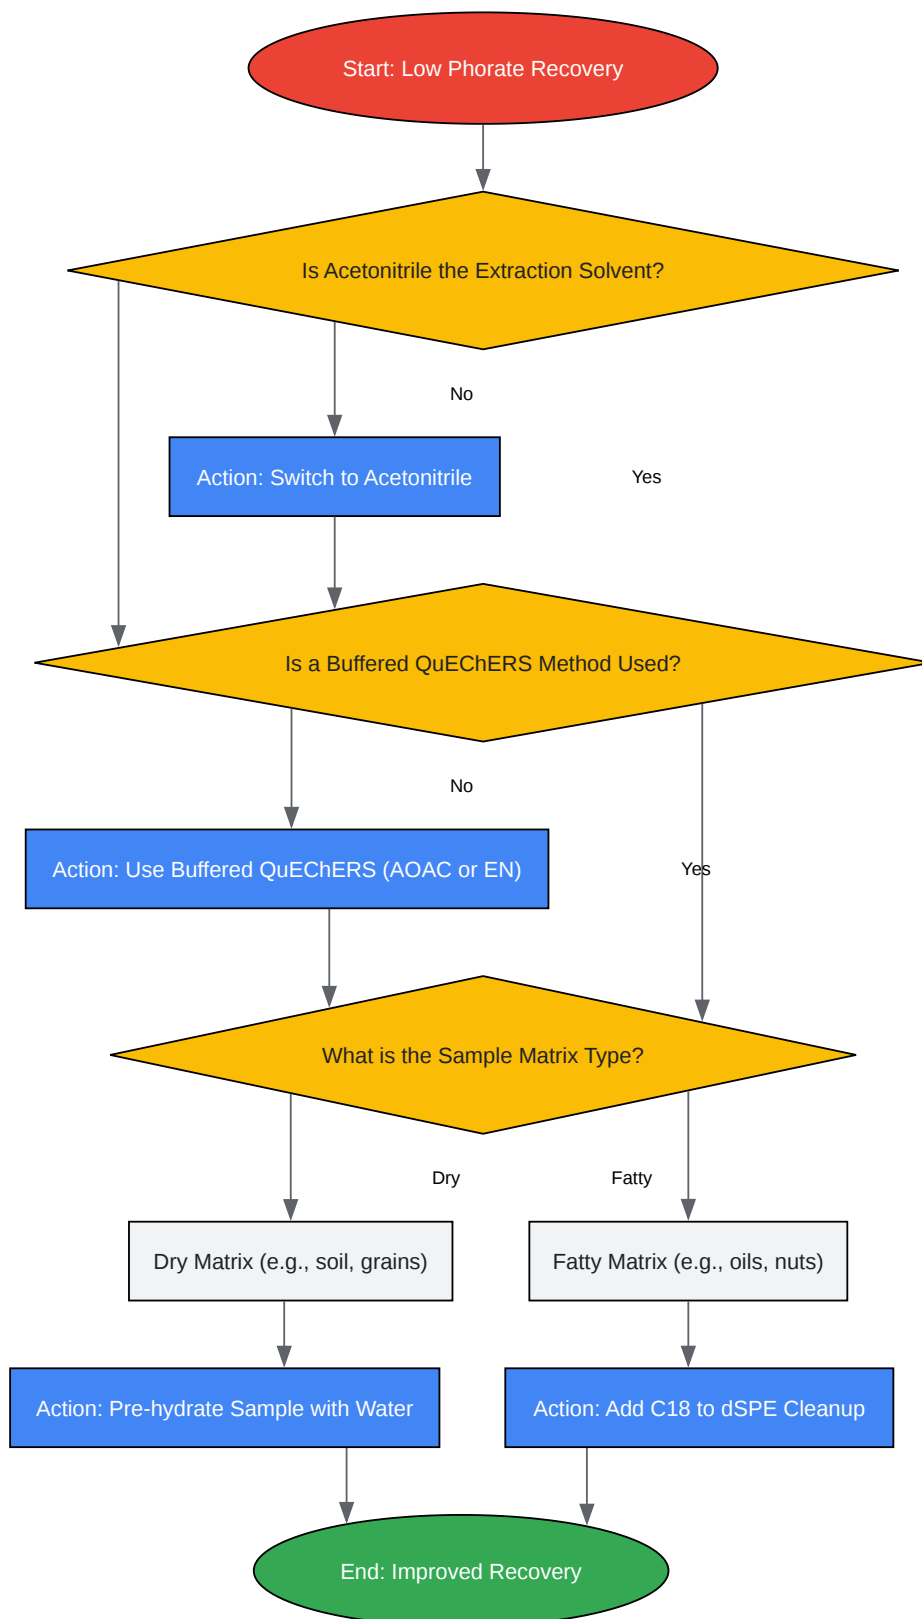 Start: Low Phorate Recovery
Is Acetonitrile the Extraction Solvent?
No
Action: Switch to Acetonitrile
Yes
Is a Buffered QuEChERS Method Used?
No
Action: Use Buffered QuEChERS (AOAC or EN)
Yes
What is the Sample Matrix Type?
Dry
Fatty
Dry Matrix (e.g., soil, grains)
Fatty Matrix (e.g., oils, nuts)
Action: Pre-hydrate Sample with Water
Action: Add C18 to dSPE Cleanup
End: Improved Recovery